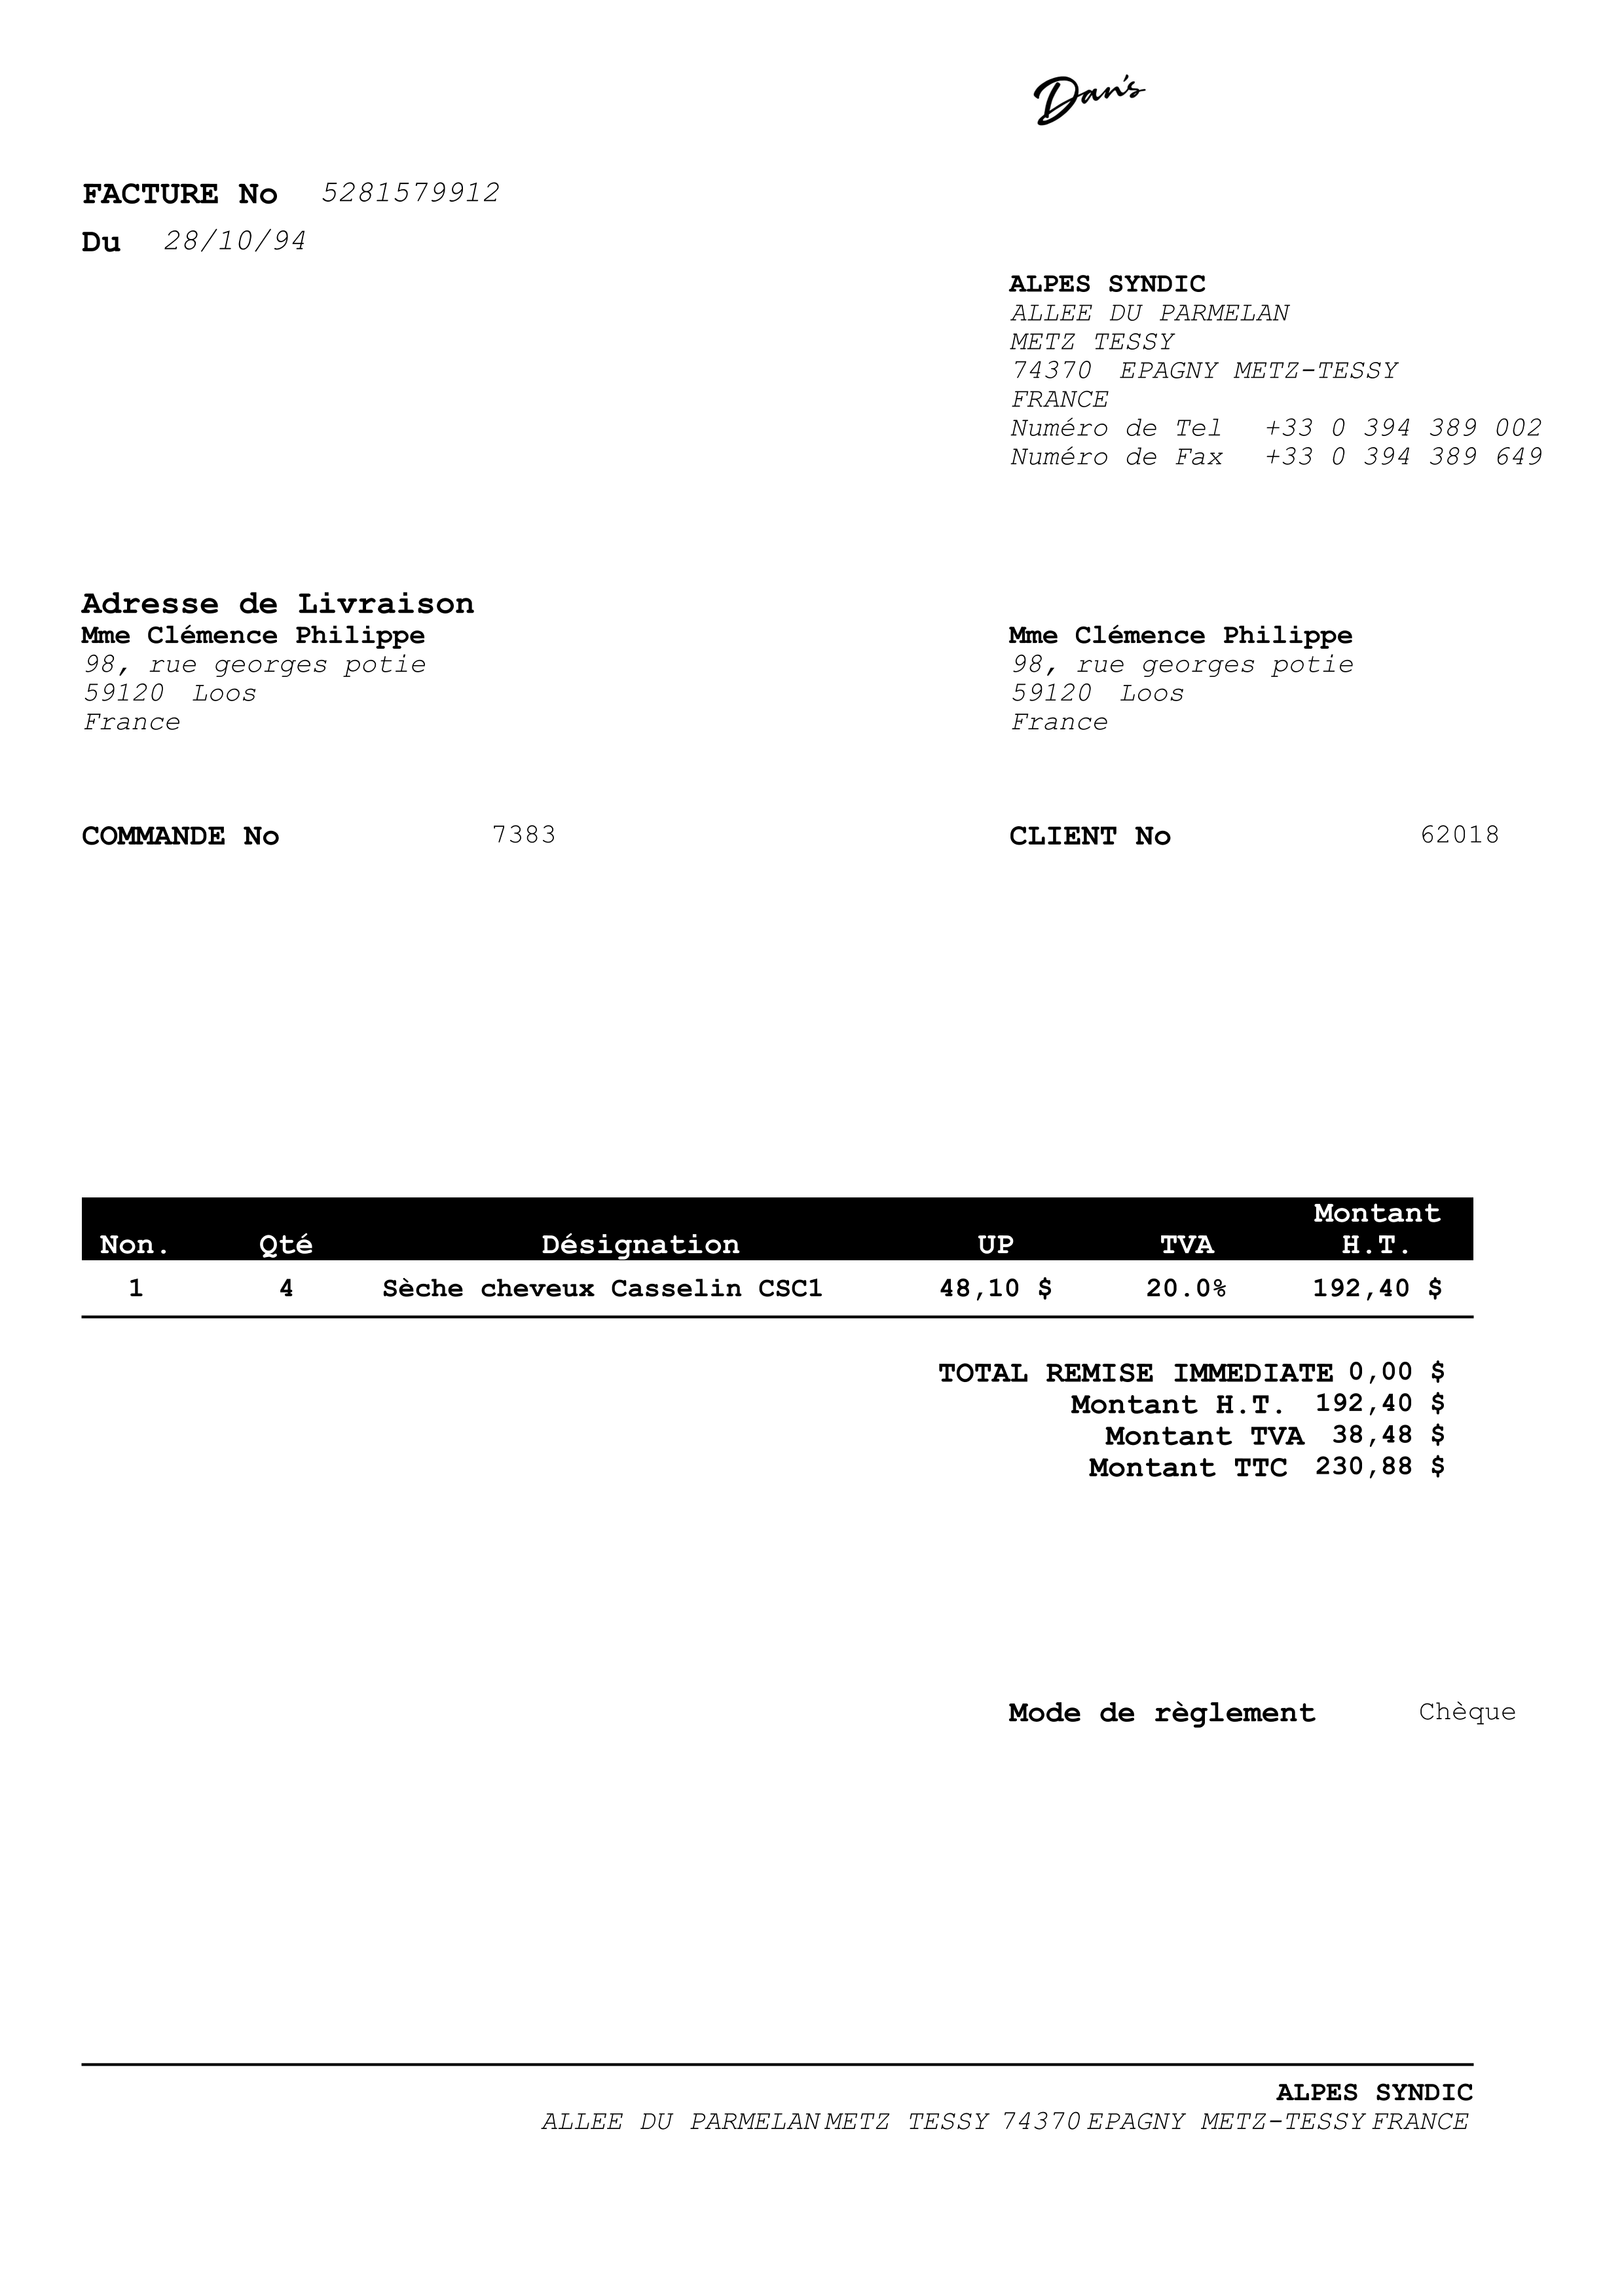 Dan's
FACTURE No 5281579912
Du 28/10/94
ALPES SYNDIC
ALLEE DU PARMELAN
METZ TESSY
74370 EPAGNY METZ-TESSY
FRANCE
Numéro de Tel +33 0 394 389 002
Numéro de Fax +33 0 394 389 649
Adresse de Livraison
Mme Clémence Philippe
98, rue georges potie
59120 Loos
France
Mme Clémence Philippe
98, rue georges potie
59120 Loos
France
COMMANDE No 7383
CLIENT No 62018
Non. Qté Désignation UP TVA Montant H.T.
1 4 Sèche cheveux Casselin CSC1 48,10 $ 20.0% 192,40 $
TOTAL REMISE IMMEDIATE 0,00 $
Montant H.T. 192,40 $
Montant TVA 38,48 $
Montant TTC 230,88 $
Mode de règlement Chèque
ALPES SYNDIC
ALLEE DU PARMELAN METZ TESSY 74370 EPAGNY METZ-TESSY FRANCE